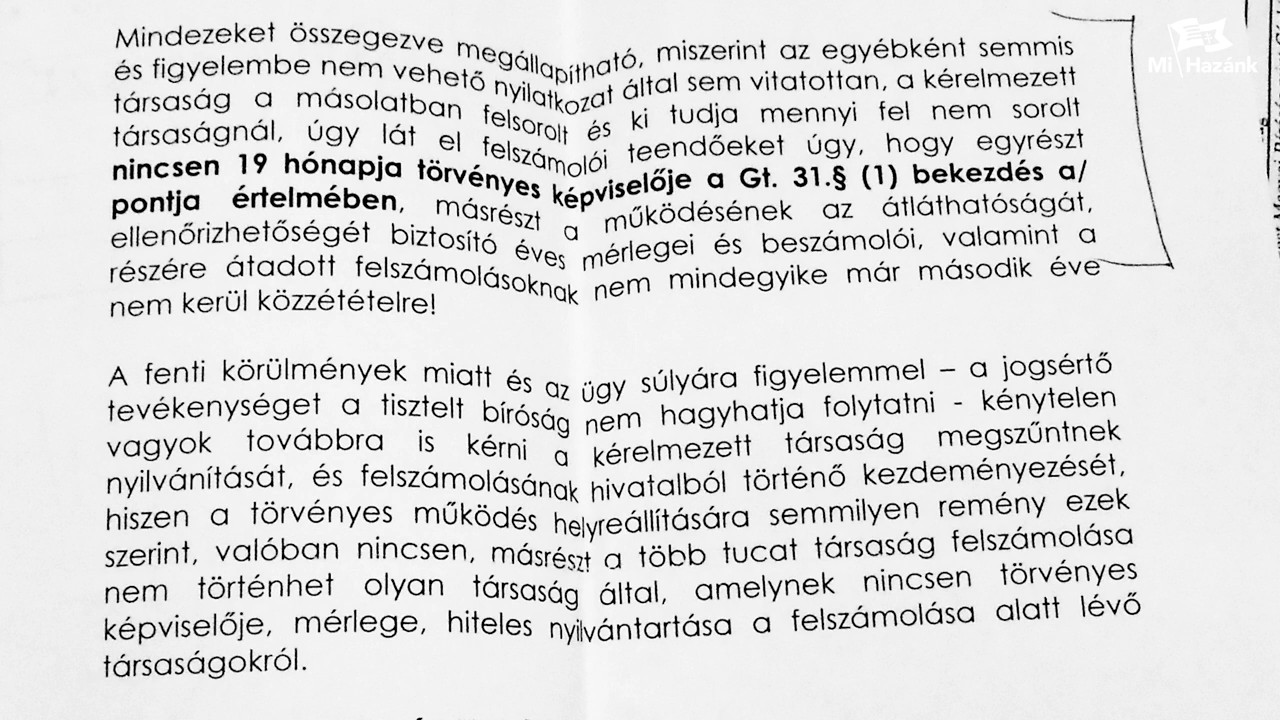 Mi Hazánk
Mindezeket összegezve megállapítható, miszerint az egyébként semmis
és figyelembe nem vehető nyilatkozat által sem vitatottan, a kérelmezett
társaság a másolatban felsorolt és ki tudja mennyi fel nem sorolt
társaságnál, úgy lát el felszámolói teendőeket úgy, hogy egyrészt
nincsen 19 hónapja törvényes képviselője a Gt. 31.§ (1) bekezdés a/
pontja értelmében, másrészt a működésének az átláthatóságát,
ellenőrizhetőségét biztosító éves mérlegei és beszámolói, valamint a
részére átadott felszámolásoknak nem mindegyike már második éve
nem kerül közzétételre!
A fenti körülmények miatt és az ügy súlyára figyelemmel – a jogsértő
tevékenységet a tisztelt bíróság nem hagyhatja folytatni - kénytelen
vagyok továbbra is kérni a kérelmezett társaság megszűntnek
nyilvánítását, és felszámolásának hivatalból történő kezdeményezését,
hiszen a törvényes működés helyreállítására semmilyen remény ezek
szerint, valóban nincsen, másrészt a több tucat társaság felszámolása
nem történhet olyan társaság által, amelynek nincsen törvényes
képviselője, mérlege, hiteles nyilvántartása a felszámolása alatt lévő
társaságokról.